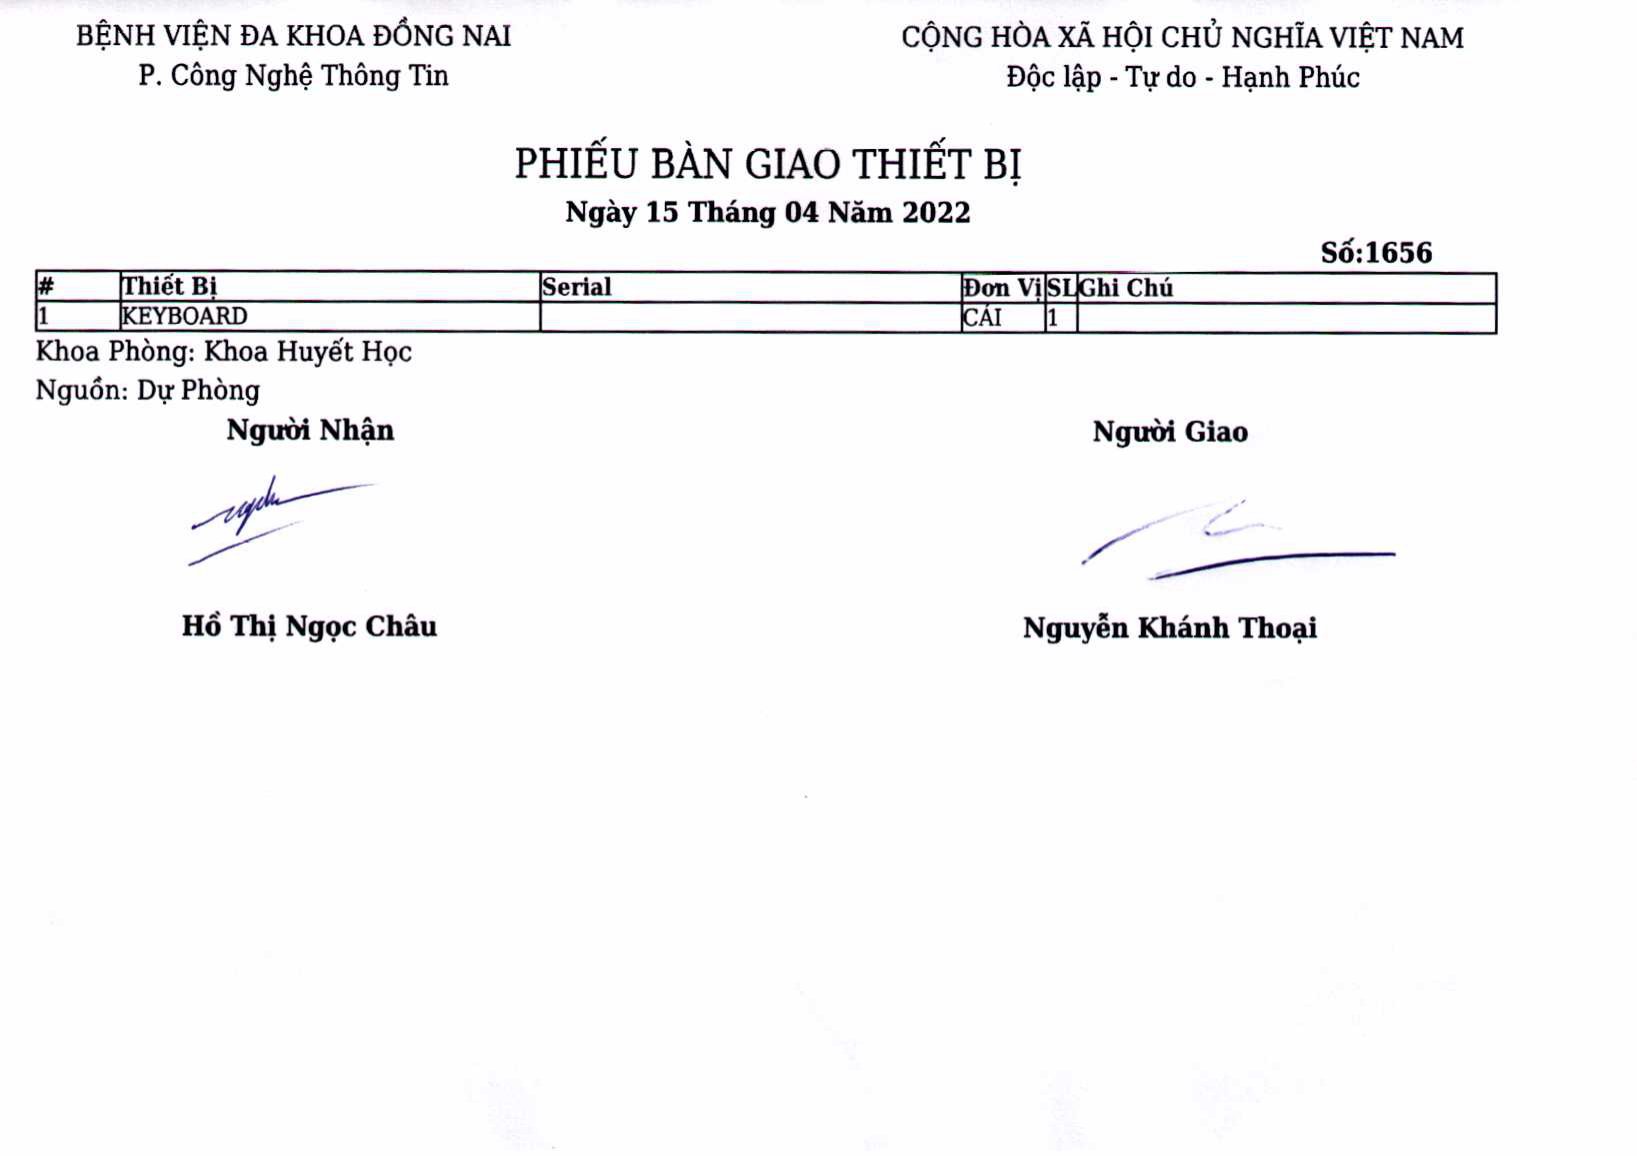 BỆNH VIỆN ĐA KHOA ĐỒNG NAI
P. Công Nghệ Thông Tin
CỘNG HÒA XÃ HỘI CHỦ NGHĨA VIỆT NAM
Độc lập - Tự do - Hạnh Phúc
PHIẾU BÀN GIAO THIẾT BỊ
Ngày 15 Tháng 04 Năm 2022
Số:1656
# Thiết Bị Serial Đơn Vị SL Ghi Chú
1 KEYBOARD CÁI 1
Khoa Phòng: Khoa Huyết Học
Nguồn: Dự Phòng
Người Nhận Người Giao
Hồ Thị Ngọc Châu Nguyễn Khánh Thoại